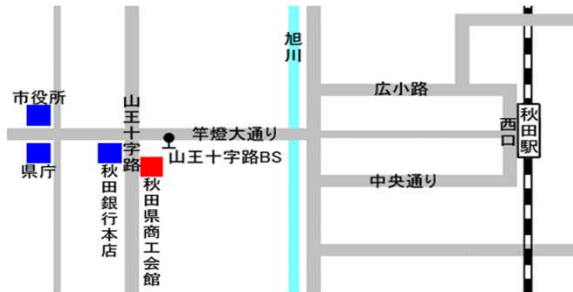 旭川
市役所
山王十字路
広小路
竿燈大通り
西口
秋田駅
県庁
山王十字路BS
秋田銀行本店
秋田県商工会館
中央通り